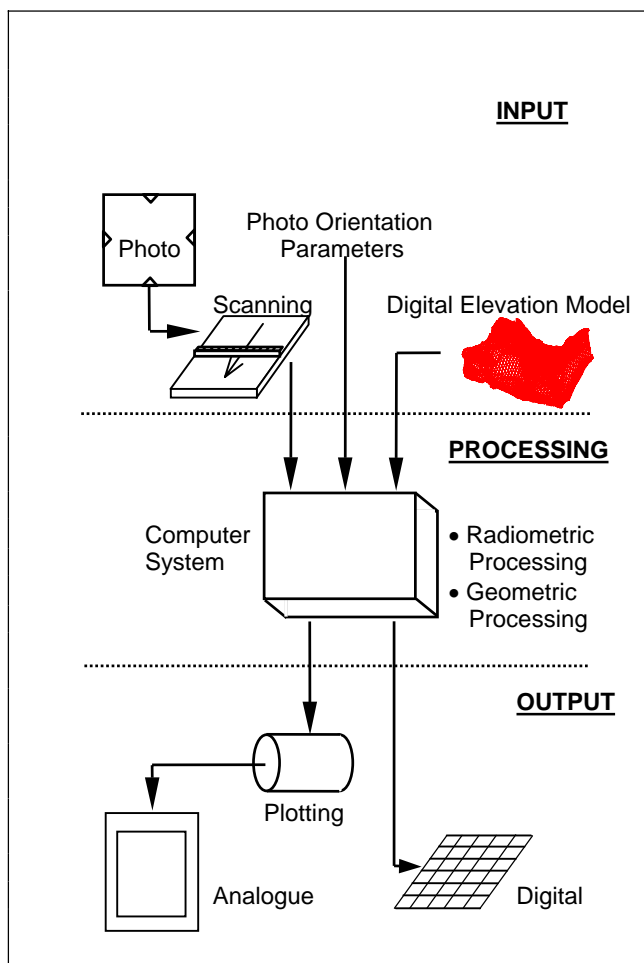 INPUT
Photo
Photo Orientation
Parameters
Scanning
Digital Elevation Model
PROCESSING
Computer
System
• Radiometric
Processing
• Geometric
Processing
OUTPUT
Plotting
Analogue
Digital